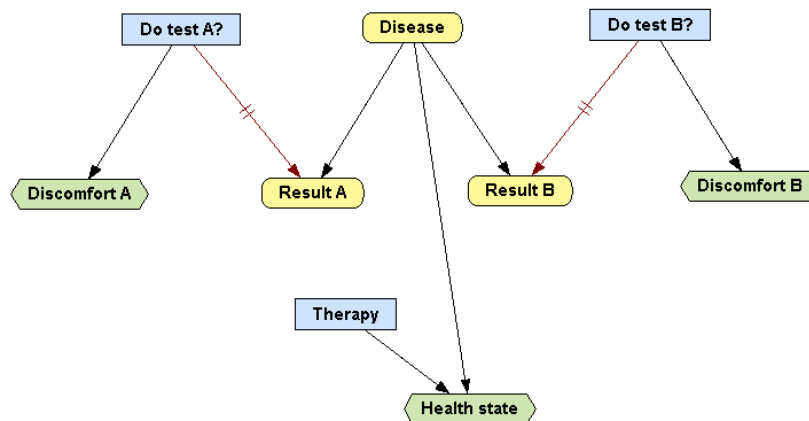 Do test A?
Disease
Do test B?
Discomfort A
Result A
Result B
Discomfort B
Therapy
Health state